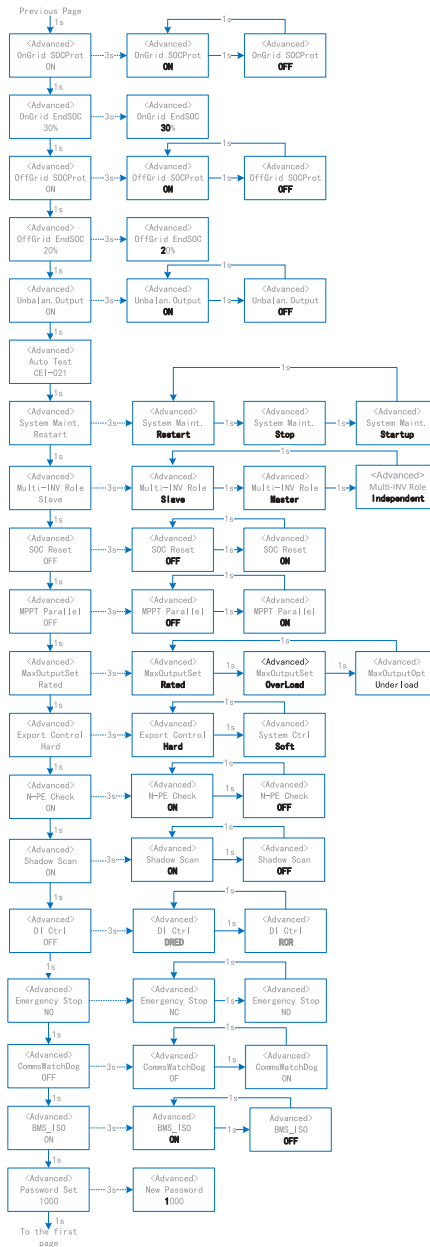 Previous Page
1s
1s
<Advanced> <Advanced> <Advanced>
OnGrid SOCProt 3s OnGrid SOCProt 1s OnGrid SOCProt
ON ON OFF
1s
<Advanced> <Advanced>
OnGrid EndSOC 3s OnGrid EndSOC
30% 30%
1s
1s
<Advanced> <Advanced> <Advanced>
OffGrid SOCProt 3s OffGrid SOCProt 1s OffGrid SOCProt
ON ON OFF
1s
<Advanced> <Advanced>
OffGrid EndSOC 3s OffGrid EndSOC
20% 20%
1s
1s
<Advanced> <Advanced> <Advanced>
Unbalan. Output 3s Unbalan. Output 1s Unbalan. Output
ON ON OFF
1s
<Advanced>
Auto Test
CEI-021
1s
1s
<Advanced> <Advanced> <Advanced> <Advanced>
System Maint. 3s System Maint. 1s System Maint. 1s System Maint.
Restart Restart Stop Startup
1s
1s
<Advanced> <Advanced> <Advanced> <Advanced>
Multi-INV Role 3s Multi-INV Role 1s Multi-INV Role 1s Multi-INV Role
Slave Slave Master Independent
1s
1s
<Advanced> <Advanced> <Advanced>
SOC Reset 3s SOC Reset 1s SOC Reset
OFF OFF ON
1s
1s
<Advanced> <Advanced> <Advanced>
MPPT Parallel 3s MPPT Parallel 1s MPPT Parallel
OFF OFF ON
1s
1s
<Advanced> <Advanced> <Advanced> <Advanced>
MaxOutputSet 3s MaxOutputSet 1s MaxOutputSet 1s MaxOutputOpt
Rated Rated OverLoad Underload
1s
1s
<Advanced> <Advanced> <Advanced>
Export Control 3s Export Control 1s System Ctrl
Hard Hard Soft
1s
1s
<Advanced> <Advanced> <Advanced>
N-PE Check 3s N-PE Check 1s N-PE Check
ON ON OFF
1s
1s
<Advanced> <Advanced> <Advanced>
Shadow Scan 3s Shadow Scan 1s Shadow Scan
ON ON OFF
1s
1s
<Advanced> <Advanced> <Advanced>
DI Ctrl 3s DI Ctrl 1s DI Ctrl
OFF DRED RCR
1s
1s
<Advanced> <Advanced> <Advanced>
Emergency Stop Emergency Stop 1s Emergency Stop
NO NC NO
1s
1s
<Advanced> <Advanced> <Advanced>
CommsWatchDog 3s CommsWatchDog 1s CommsWatchDog
OFF OF ON
1s
1s
<Advanced> <Advanced> <Advanced>
BMS_ISO 3s BMS_ISO 1s BMS_ISO
ON ON OFF
1s
<Advanced> <Advanced>
Password Set 3s New Password
1000 1000
1s
To the first
page